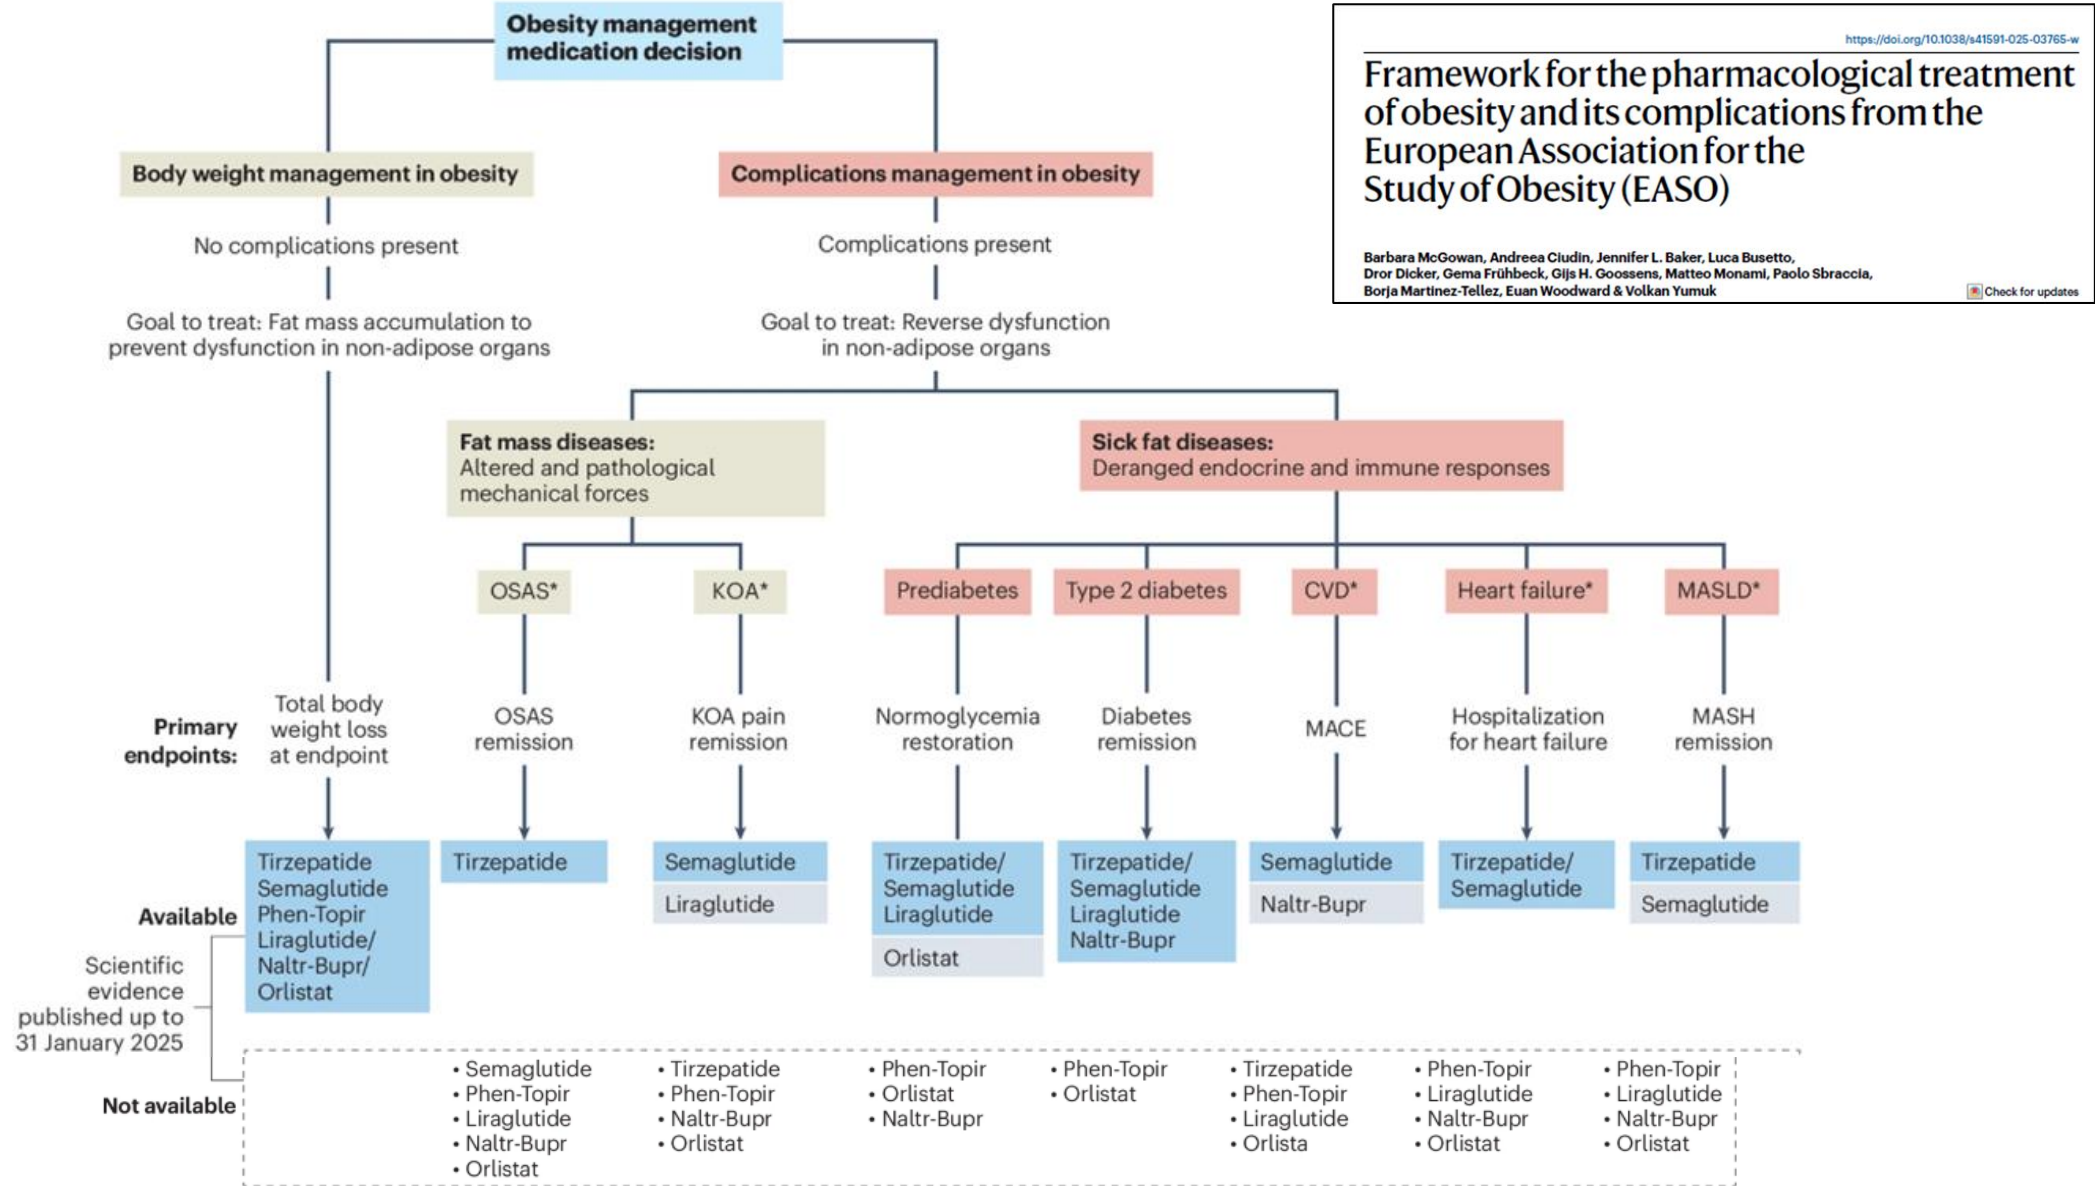 Obesity management
medication decision
https://doi.org/10.1038/s41591-025-03765-w
Framework for the pharmacological treatment
of obesity and its complications from the
European Association for the
Study of Obesity (EASO)
Barbara McGowan, Andreea Ciudin, Jennifer L. Baker, Luca Busetto,
Dror Dicker, Gema Frühbeck, Gijs H. Goossens, Matteo Monami, Paolo Sbraccia,
Borja Martinez-Tellez, Euan Woodward & Volkan Yumuk
Check for updates
Body weight management in obesity
No complications present
Goal to treat: Fat mass accumulation to
prevent dysfunction in non-adipose organs
Complications management in obesity
Complications present
Goal to treat: Reverse dysfunction
in non-adipose organs
Fat mass diseases:
Altered and pathological
mechanical forces
Sick fat diseases:
Deranged endocrine and immune responses
OSAS*
KOA*
Prediabetes
Type 2 diabetes
CVD*
Heart failure*
MASLD*
Primary
endpoints:
Total body
weight loss
at endpoint
OSAS
remission
KOA pain
remission
Normoglycemia
restoration
Diabetes
remission
MACE
Hospitalization
for heart failure
MASH
remission
Available
Tirzepatide
Semaglutide
Phen-Topir
Liraglutide/
Naltr-Bupr/
Orlistat
Tirzepatide
Semaglutide
Liraglutide
Tirzepatide/
Semaglutide
Liraglutide
Orlistat
Tirzepatide/
Semaglutide
Liraglutide
Naltr-Bupr
Semaglutide
Naltr-Bupr
Tirzepatide/
Semaglutide
Tirzepatide
Semaglutide
Scientific
evidence
published up to
31 January 2025
Not available
• Semaglutide
• Phen-Topir
• Liraglutide
• Naltr-Bupr
• Orlistat
• Tirzepatide
• Phen-Topir
• Naltr-Bupr
• Orlistat
• Phen-Topir
• Orlistat
• Naltr-Bupr
• Phen-Topir
• Orlistat
• Tirzepatide
• Phen-Topir
• Liraglutide
• Orlista
• Phen-Topir
• Liraglutide
• Naltr-Bupr
• Orlistat
• Phen-Topir
• Liraglutide
• Naltr-Bupr
• Orlistat